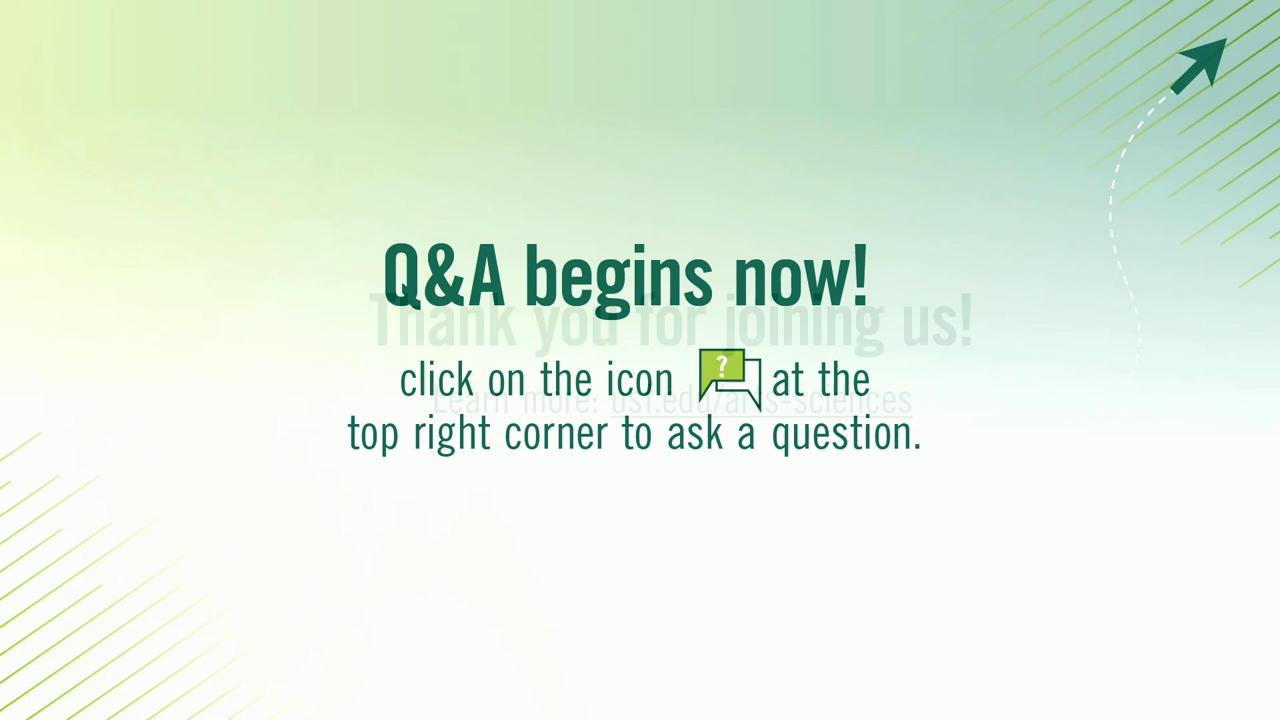 Q&A begins now!
Thank you for joining us!
click on the icon ? at the
Learn more: usf.edu/arts-sciences
top right corner to ask a question.